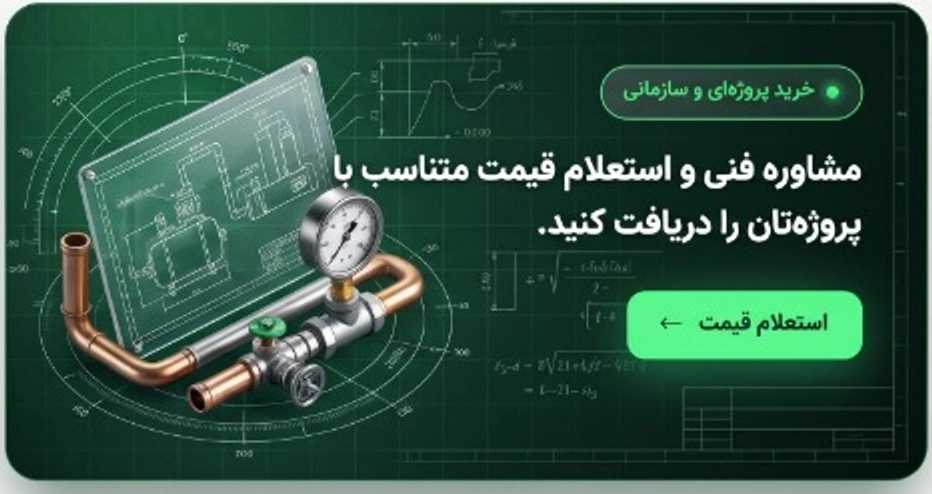 خرید پروژه‌ای و سازمانی
مشاوره فنی و استعلام قیمت متناسب با
پروژه‌تان را دریافت کنید.
استعلام قیمت ←